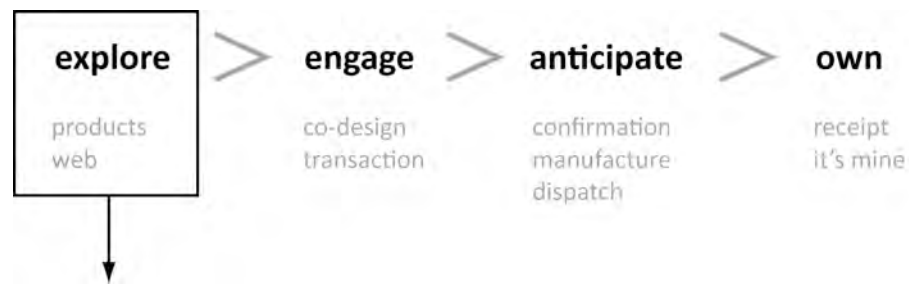 explore > engage > anticipate > own
products co-design confirmation receipt
web transaction manufacture it's mine
dispatch